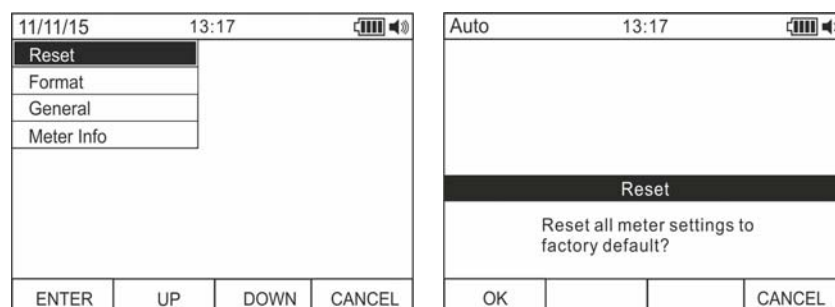 11/11/15 13:17
Reset
Format
General
Meter Info
ENTER UP DOWN CANCEL
Auto 13:17
Reset
Reset all meter settings to
factory default?
OK CANCEL